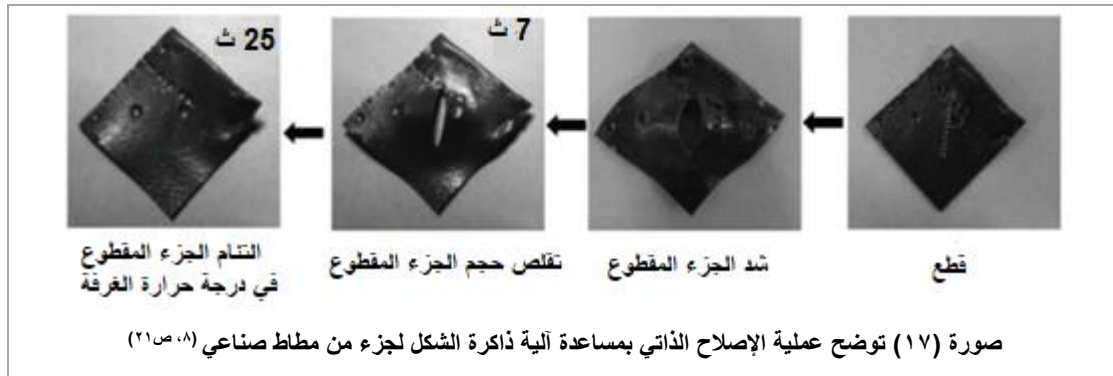 25 ث
7 ث
قطع
شد الجزء المقطوع
تقلص حجم الجزء المقطوع
التئام الجزء المقطوع
في درجة حرارة الغرفة
صورة (١٧) توضح عملية الإصلاح الذاتي بمساعدة آلية ذاكرة الشكل لجزء من مطاط صناعي (٨، ص٢١)